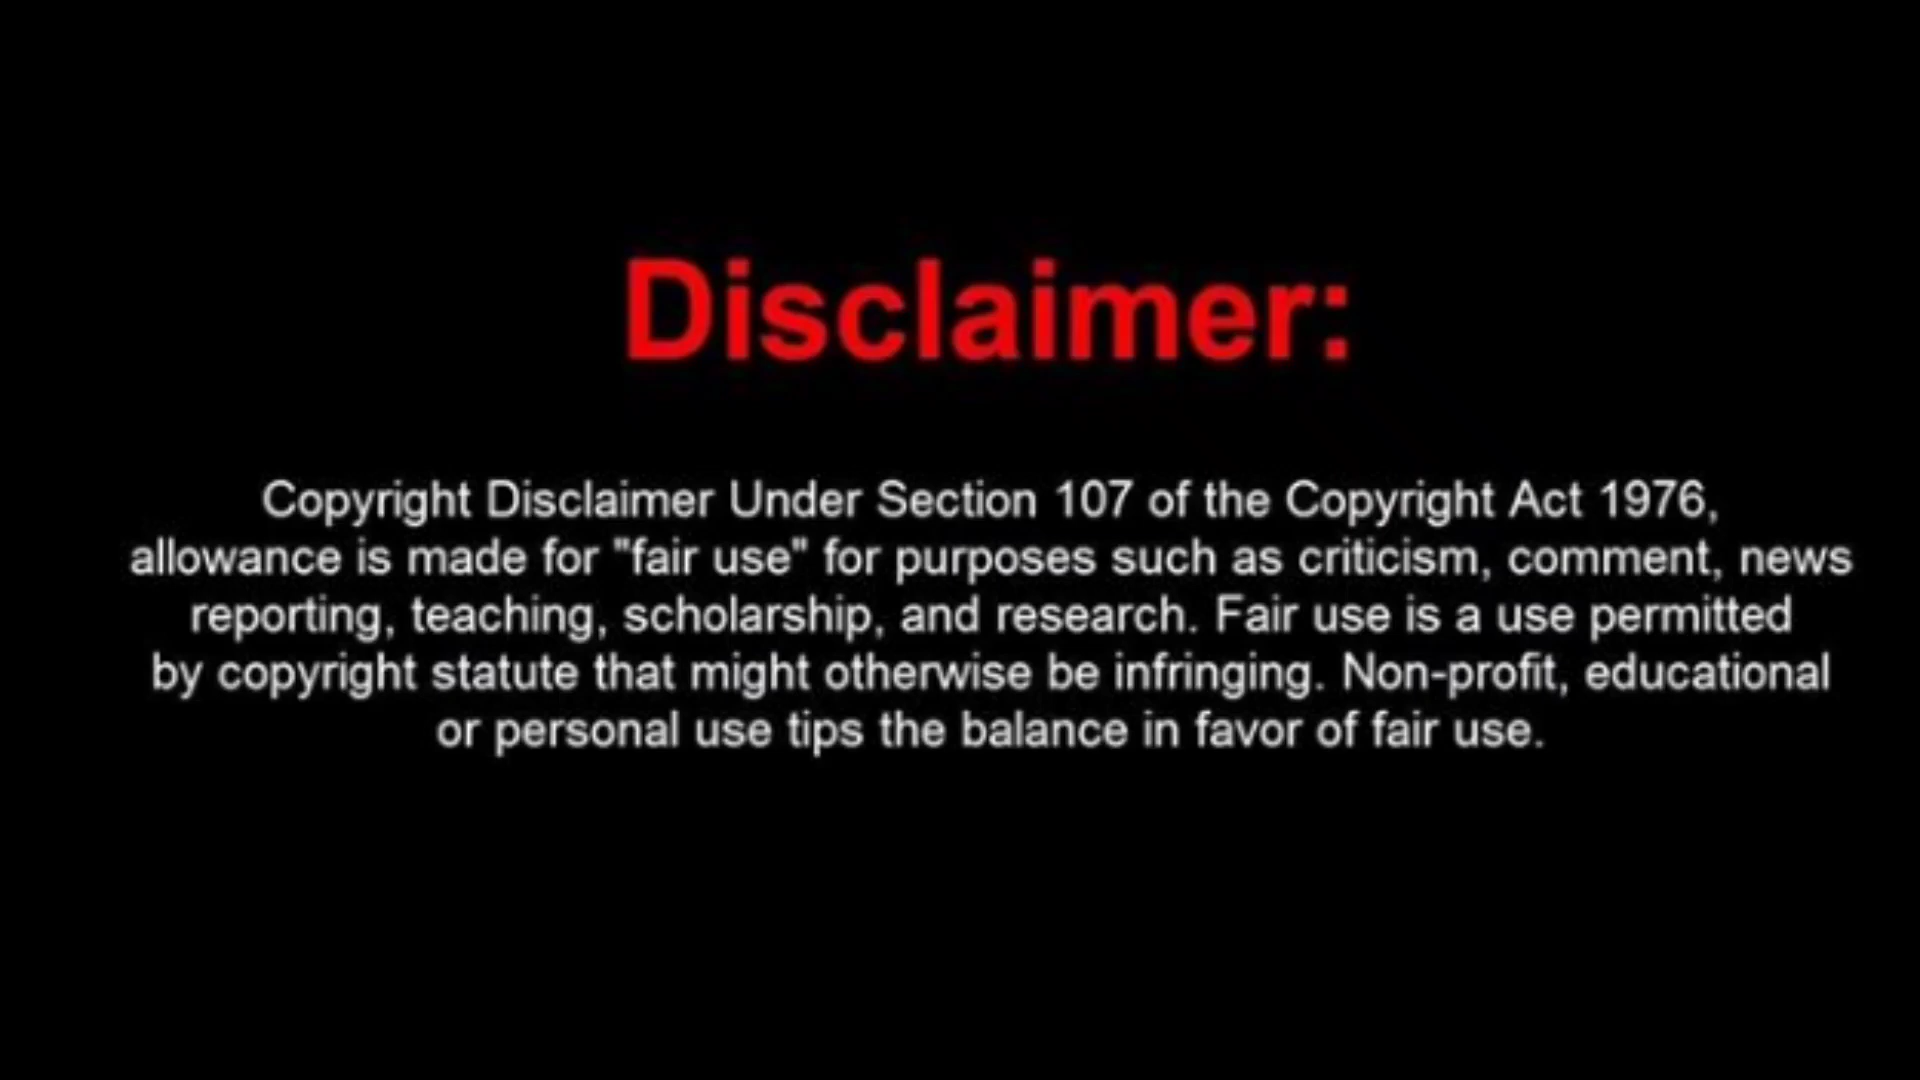 Disclaimer:
Copyright Disclaimer Under Section 107 of the Copyright Act 1976,
allowance is made for "fair use" for purposes such as criticism, comment, news
reporting, teaching, scholarship, and research. Fair use is a use permitted
by copyright statute that might otherwise be infringing. Non-profit, educational
or personal use tips the balance in favor of fair use.